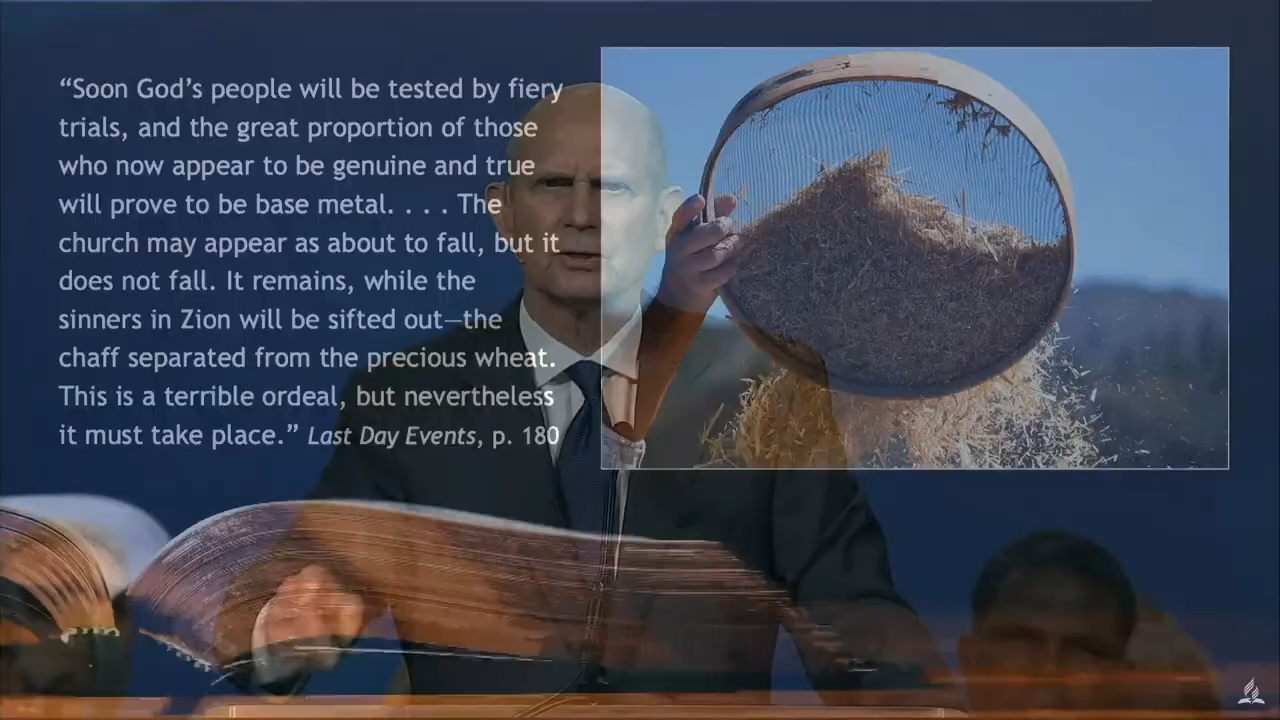 “Soon God’s people will be tested by fiery
trials, and the great proportion of those
who now appear to be genuine and true
will prove to be base metal. . . . The
church may appear as about to fall, but it
does not fall. It remains, while the
sinners in Zion will be sifted out—the
chaff separated from the precious wheat.
This is a terrible ordeal, but nevertheless
it must take place.” Last Day Events, p. 180